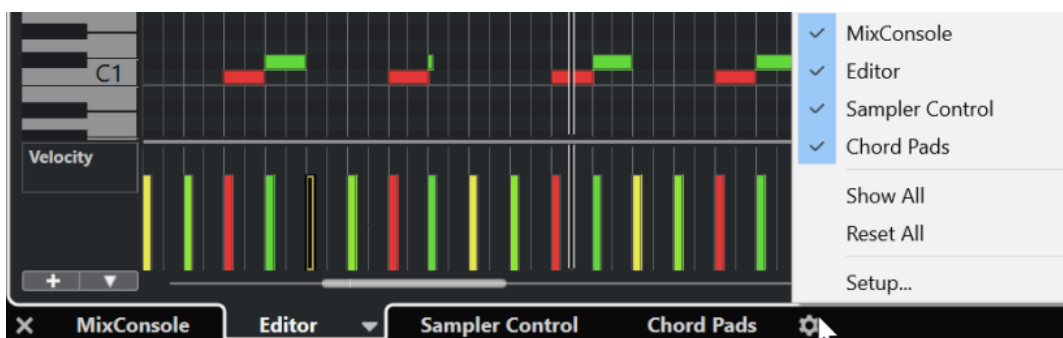 MixConsole
Editor
C1
Sampler Control
Chord Pads
Velocity
Show All
Reset All
Setup...
MixConsole Editor Sampler Control Chord Pads